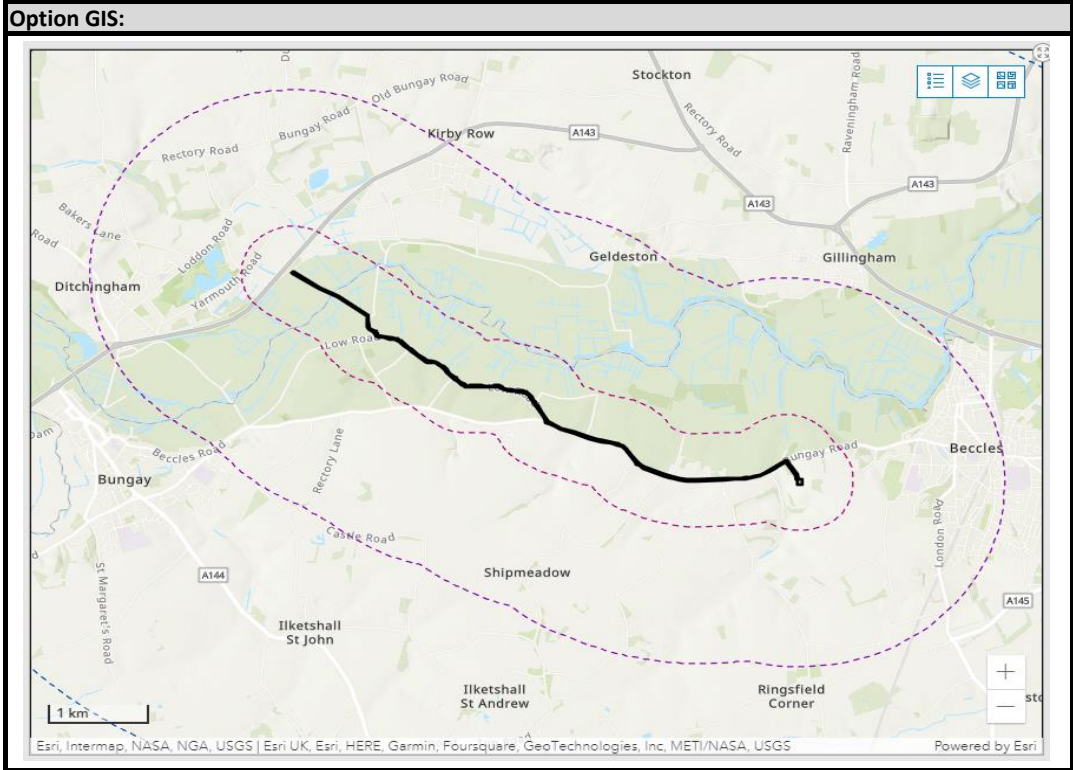 Option GIS:
Du
Stockton
Old Bungay Road
Bungay Road
Kirby Row
A143
Rectory Road
Raveningham Road
Rectory Road
A143
A143
Bakers Lane
Road
Loddon Road
Yarmouth Road
Ditchingham
Geldeston
Gillingham
Low Road
Dam
Beccles Road
Bungay
Rectory Lane
Bungay Road
Beccles
Castle Road
London Road
A144
St Margaret's Road
Shipmeadow
A145
Ilketshall
St John
Ilketshall
St Andrew
Ringsfield
Corner
+
−
1 km
Esri, Intermap, NASA, NGA, USGS | Esri UK, Esri, HERE, Garmin, Foursquare, GeoTechnologies, Inc, METI/NASA, USGS
Powered by Esri